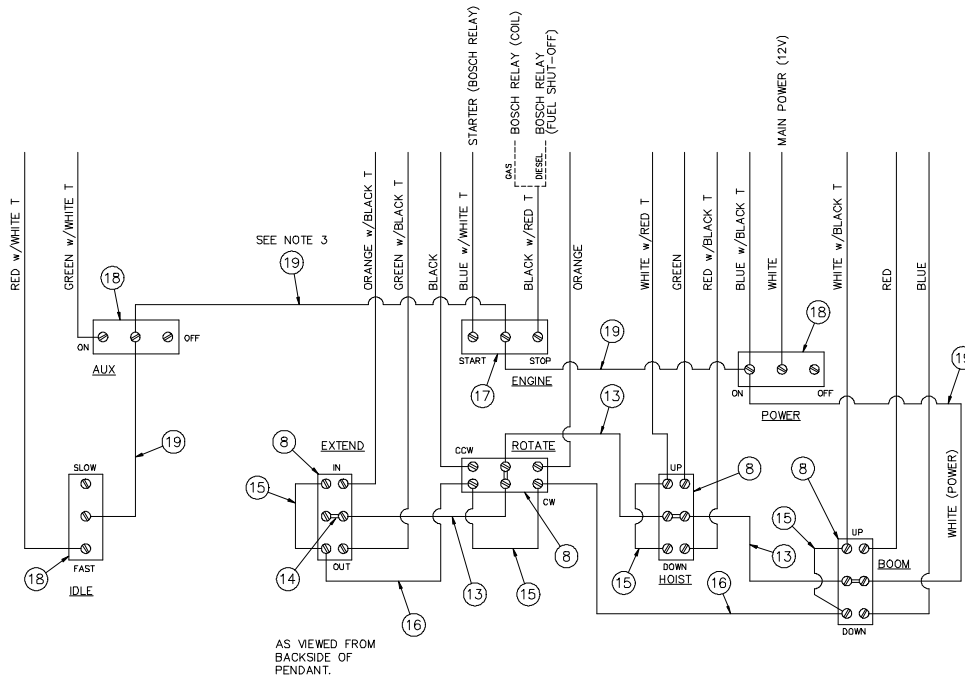 STARTER (BOSCH RELAY)
BOSCH RELAY (COIL)
BOSCH RELAY
(FUEL SHUT-OFF)
MAIN POWER (12V)
GAS
DIESEL
RED w/WHITE T
GREEN w/WHITE T
ORANGE w/BLACK T
GREEN w/BLACK T
BLACK
BLUE w/WHITE T
BLACK w/RED T
ORANGE
WHITE w/RED T
GREEN
RED w/BLACK T
BLUE w/BLACK T
WHITE
WHITE w/BLACK T
RED
BLUE
SEE NOTE 3
19
18
ON
OFF
AUX
START
STOP
17
ENGINE
19
18
ON
OFF
POWER
19
13
19
SLOW
FAST
18
IDLE
8
EXTEND
IN
15
14
OUT
16
13
CCW
ROTATE
CW
15
8
UP
8
15
DOWN
HOIST
13
16
8
15
UP
BOOM
DOWN
WHITE (POWER)
AS VIEWED FROM
BACKSIDE OF
PENDANT.